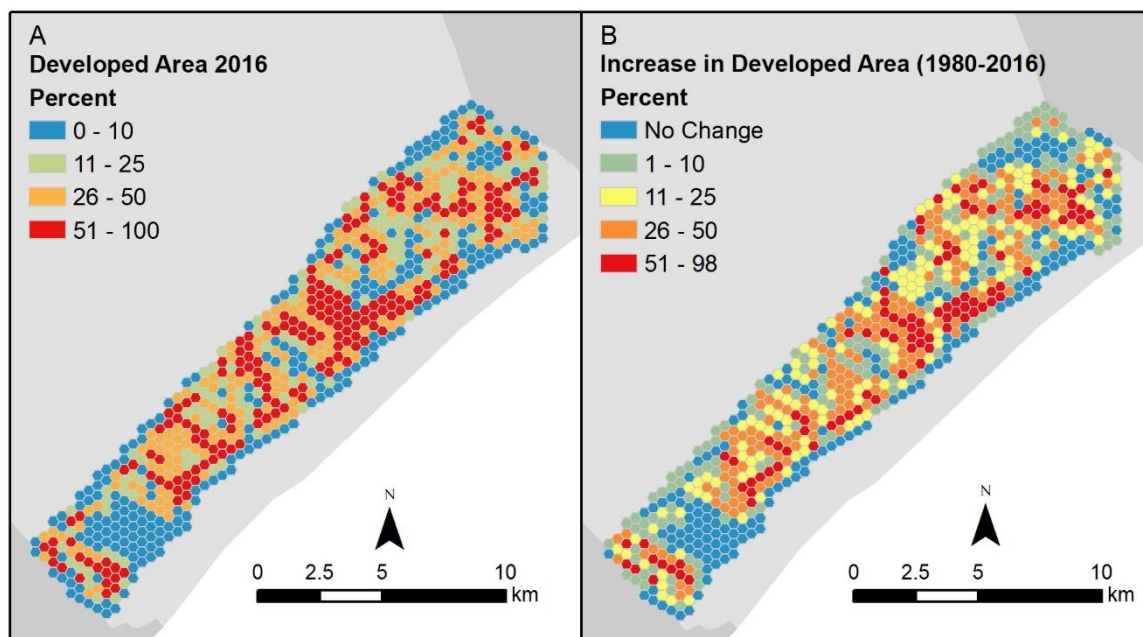 A
Developed Area 2016
Percent
0 - 10
11 - 25
26 - 50
51 - 100
N
0 2.5 5 10
km
B
Increase in Developed Area (1980-2016)
Percent
No Change
1 - 10
11 - 25
26 - 50
51 - 98
N
0 2.5 5 10
km